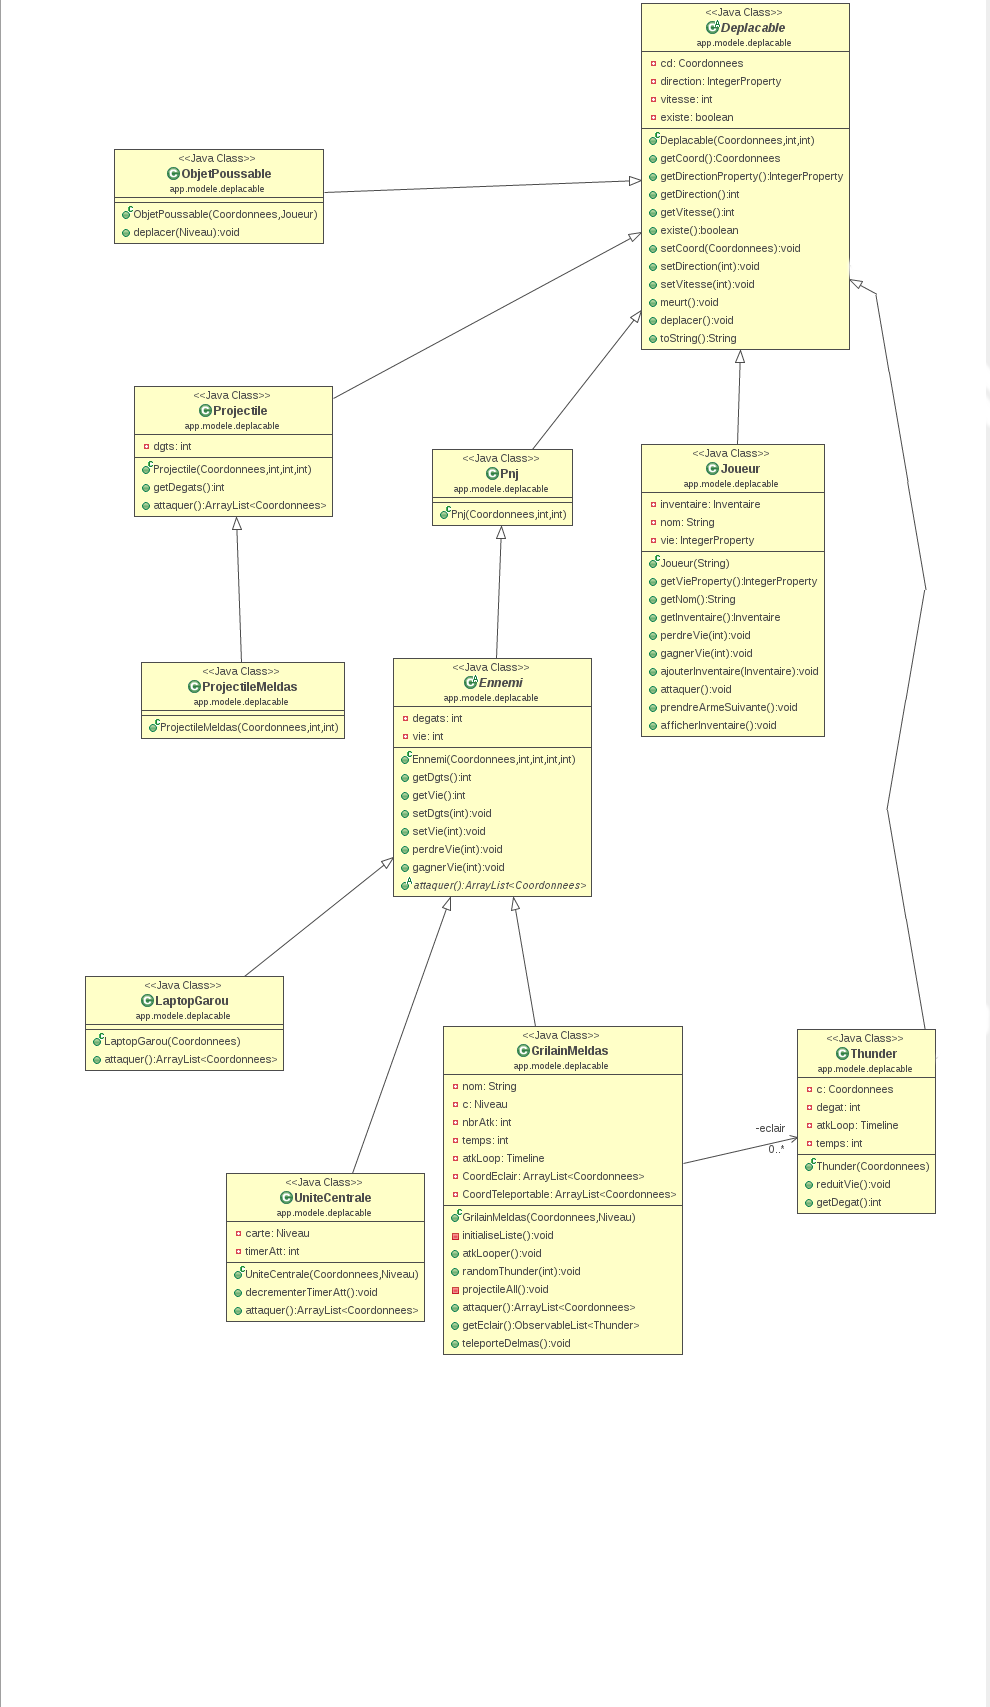 <<Java Class>>
Deplacable
app.modele.deplacable
cd: Coordonnees
direction: IntegerProperty
vitesse: int
existe: boolean
Deplacable(Coordonnees,int,int)
getCoord():Coordonnees
getDirectionProperty():IntegerProperty
getDirection():int
getVitesse():int
existe():boolean
setCoord(Coordonnees):void
setDirection(int):void
setVitesse(int):void
meurt():void
deplacer():void
toString():String
<<Java Class>>
ObjetPoussable
app.modele.deplacable
ObjetPoussable(Coordonnees,Joueur)
deplacer(Niveau):void
<<Java Class>>
Projectile
app.modele.deplacable
dgts: int
Projectile(Coordonnees,int,int,int)
getDegats():int
attaquer():ArrayList<Coordonnees>
<<Java Class>>
Pnj
app.modele.deplacable
Pnj(Coordonnees,int,int)
<<Java Class>>
Joueur
app.modele.deplacable
inventaire: Inventaire
nom: String
vie: IntegerProperty
Joueur(String)
getVieProperty():IntegerProperty
getNom():String
getInventaire():Inventaire
perdreVie(int):void
gagnerVie(int):void
ajouterInventaire(Inventaire):void
attaquer():void
prendreArmeSuivante():void
afficherInventaire():void
<<Java Class>>
ProjectileMeldas
app.modele.deplacable
ProjectileMeldas(Coordonnees,int,int)
<<Java Class>>
Ennemi
app.modele.deplacable
degats: int
vie: int
Ennemi(Coordonnees,int,int,int,int)
getDgts():int
getVie():int
setDgts(int):void
setVie(int):void
perdreVie(int):void
gagnerVie(int):void
attaquer():ArrayList<Coordonnees>
<<Java Class>>
LaptopGarou
app.modele.deplacable
LaptopGarou(Coordonnees)
attaquer():ArrayList<Coordonnees>
<<Java Class>>
GrilainMeldas
app.modele.deplacable
nom: String
c: Niveau
nbrAtk: int
temps: int
atkLoop: Timeline
CoordEclair: ArrayList<Coordonnees>
CoordTeleportable: ArrayList<Coordonnees>
GrilainMeldas(Coordonnees,Niveau)
initialiseListe():void
atkLooper():void
randomThunder(int):void
projectileAll():void
attaquer():ArrayList<Coordonnees>
getEclair():ObservableList<Thunder>
teleporteDelmas():void
-eclair
0..*
<<Java Class>>
Thunder
app.modele.deplacable
c: Coordonnees
degat: int
atkLoop: Timeline
temps: int
Thunder(Coordonnees)
reduitVie():void
getDegat():int
<<Java Class>>
UniteCentrale
app.modele.deplacable
carte: Niveau
timerAtt: int
UniteCentrale(Coordonnees,Niveau)
decrementerTimerAtt():void
attaquer():ArrayList<Coordonnees>